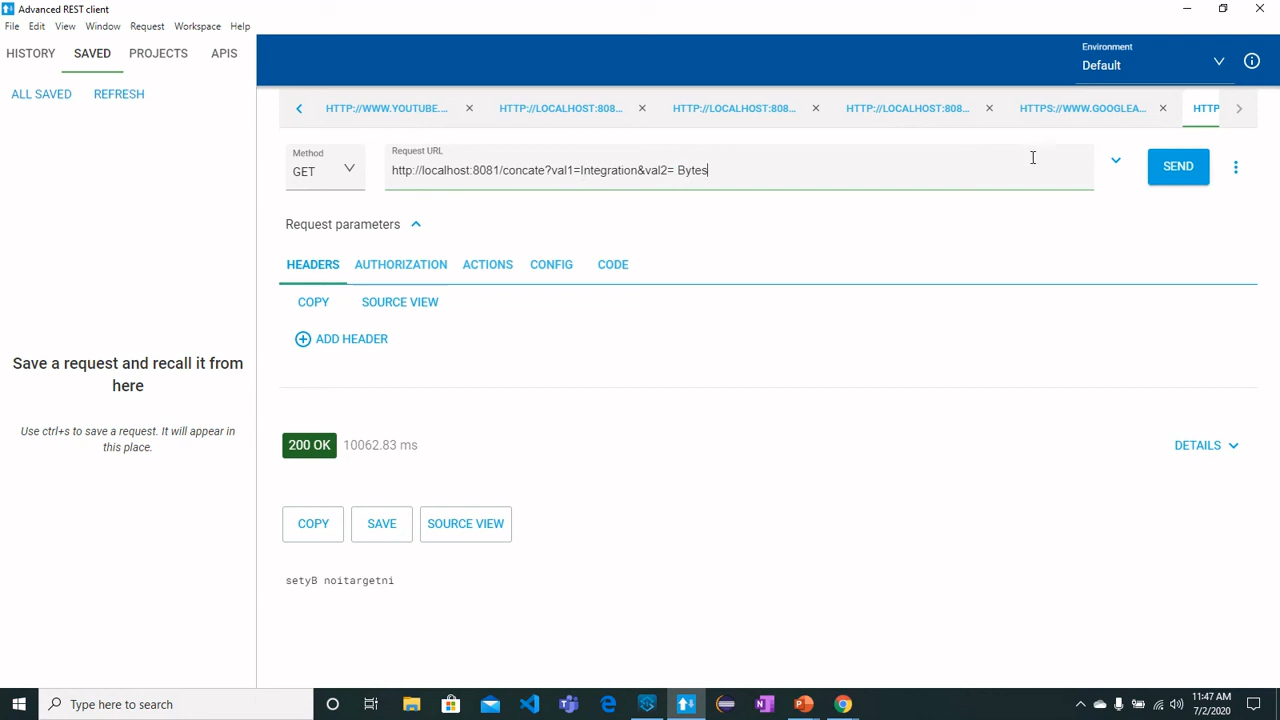 Advanced REST client
File Edit View Window Request Workspace Help
HISTORY SAVED PROJECTS APIS
Environment
Default
ALL SAVED REFRESH
HTTP://WWW.YOUTUBE.... HTTP://LOCALHOST:808... HTTP://LOCALHOST:808... HTTP://LOCALHOST:808... HTTPS://WWW.GOOGLEA... HTTP
Method
GET
Request URL
http://localhost:8081/concate?val1=Integration&val2= Bytes
SEND
Request parameters
HEADERS AUTHORIZATION ACTIONS CONFIG CODE
COPY SOURCE VIEW
ADD HEADER
Save a request and recall it from
here
Use ctrl+s to save a request. It will appear in
this place.
200 OK 10062.83 ms
DETAILS
COPY SAVE SOURCE VIEW
setyB noitargetni
Type here to search
11:47 AM
7/2/2020